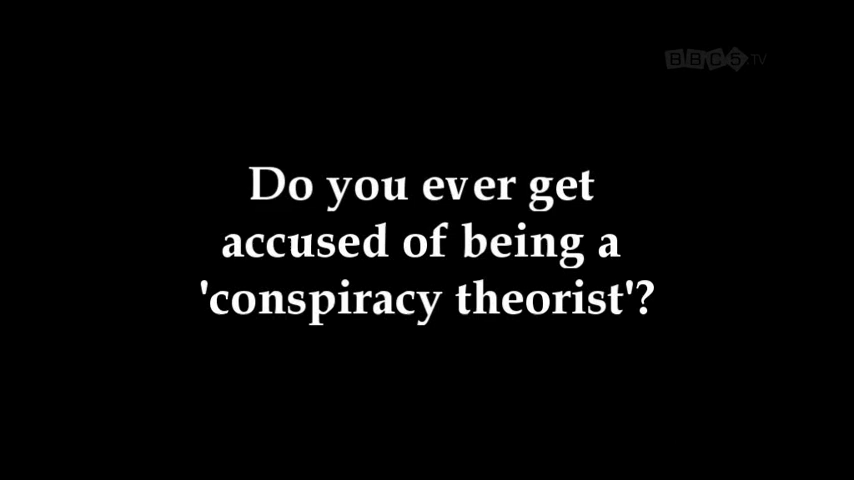 BBC5.TV
Do you ever get
accused of being a
'conspiracy theorist'?